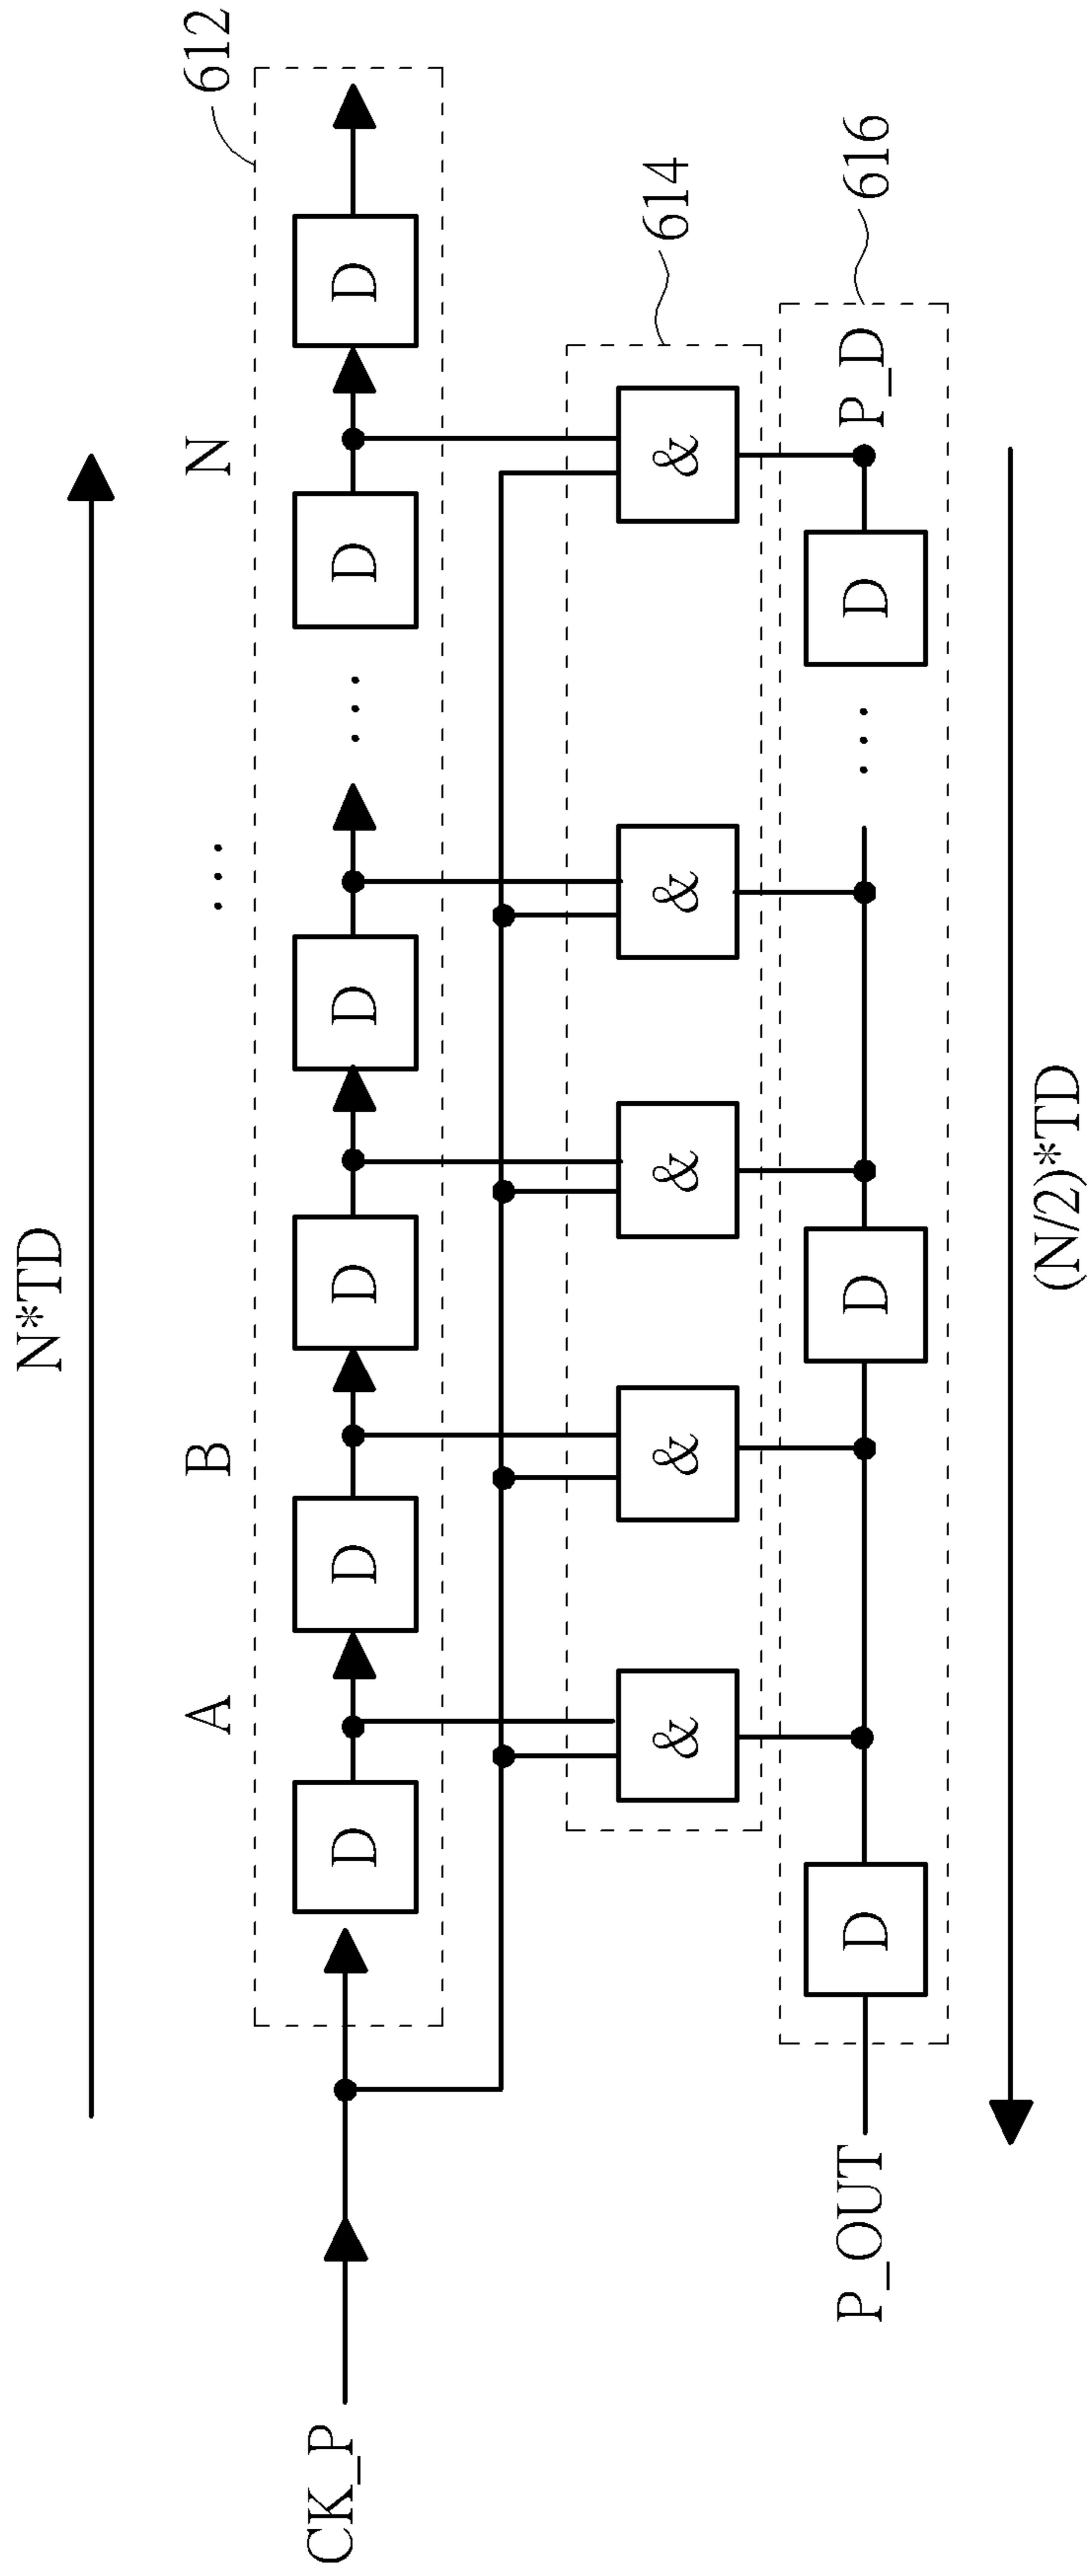 N*TD
A B ... N 612
CK_P D D D D ... D D
614
& & & & &
616
P_OUT D D ... D P_D
(N/2)*TD